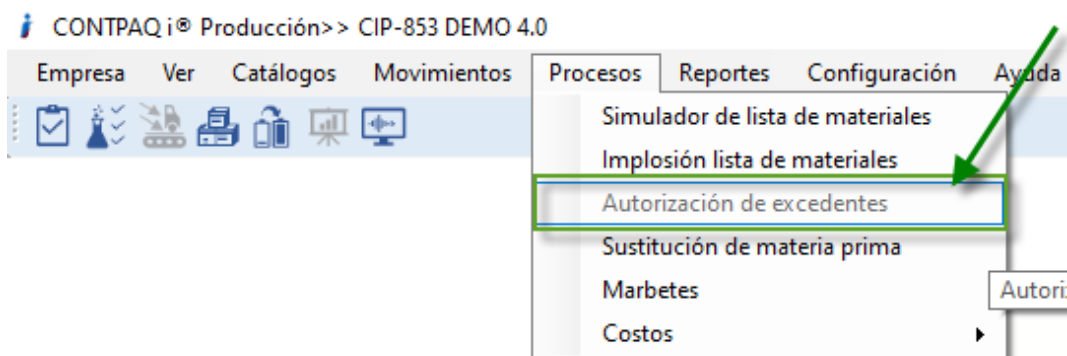 CONTPAQ i® Producción>> CIP-853 DEMO 4.0
Empresa Ver Catálogos Movimientos Procesos Reportes Configuración Ayuda
Simulador de lista de materiales
Implosión lista de materiales
Autorización de excedentes
Sustitución de materia prima
Marbetes
Autori
Costos